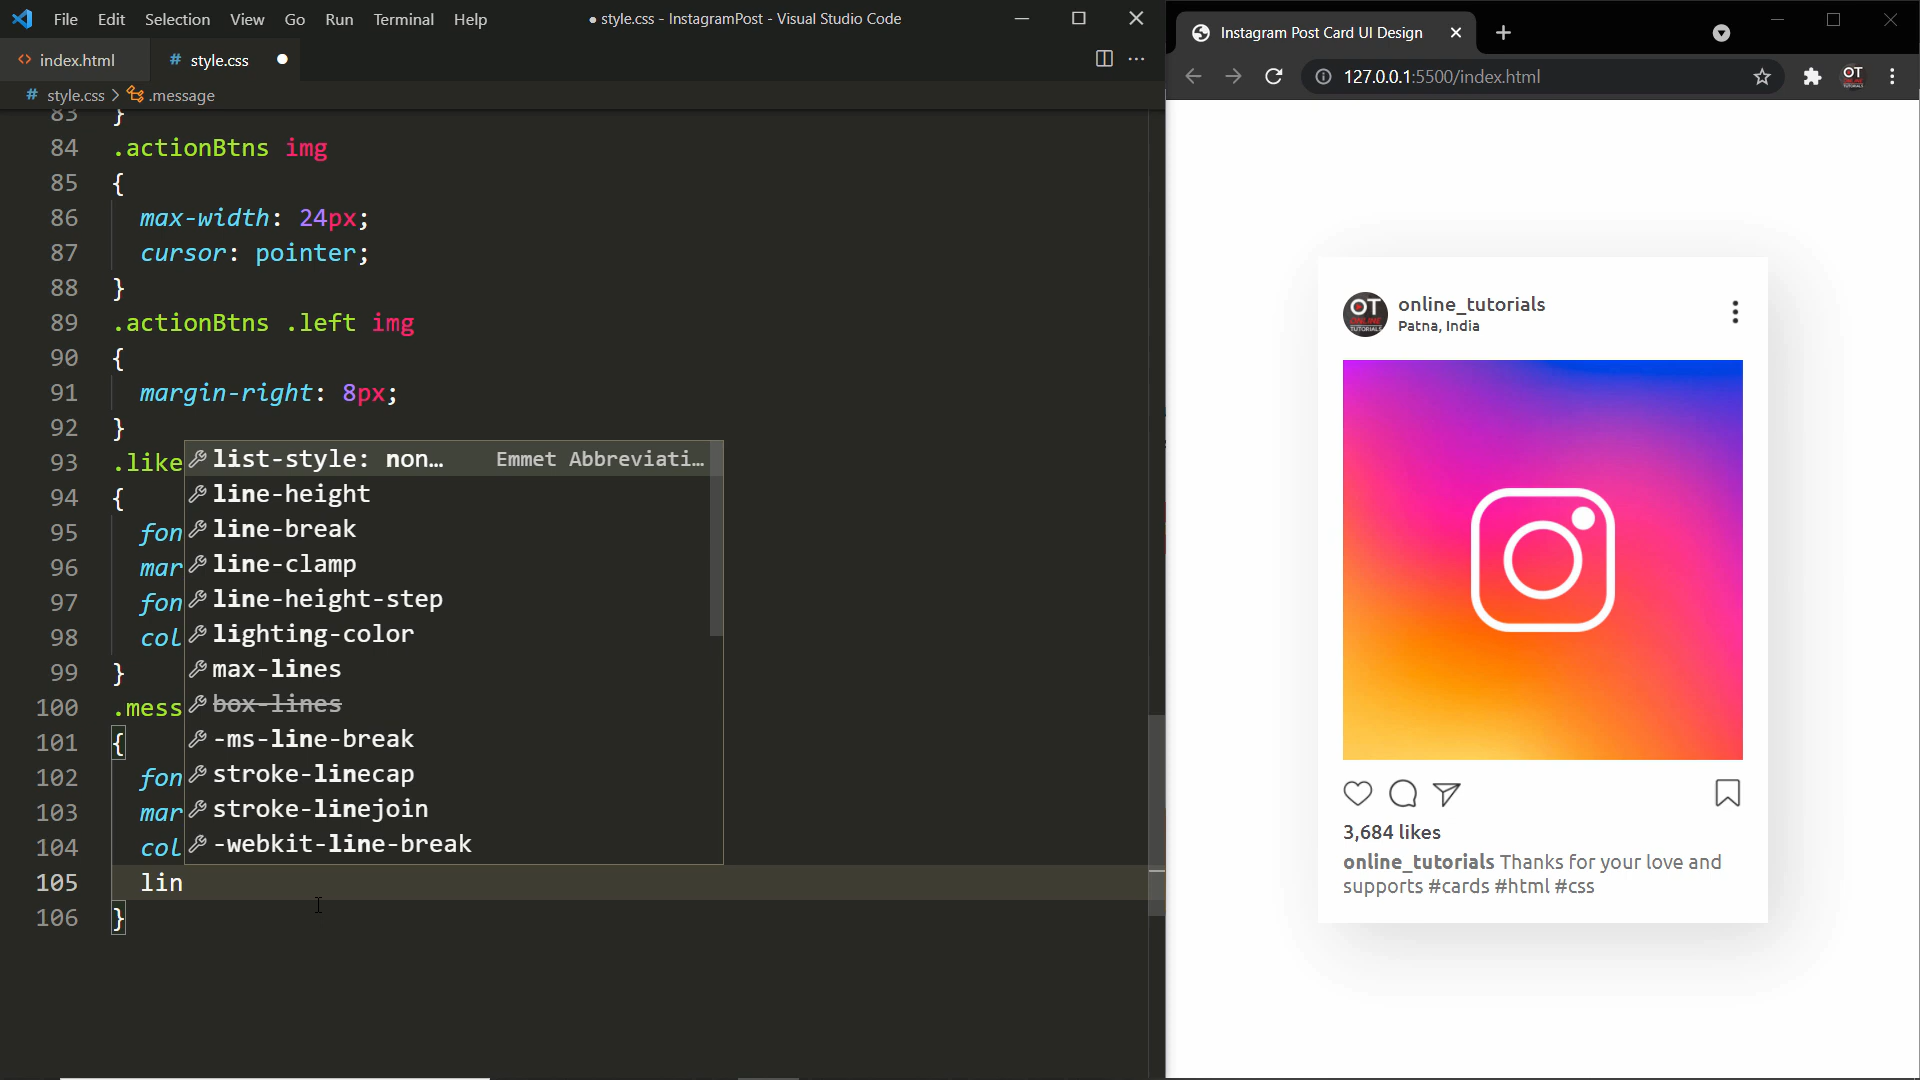 File Edit Selection View Go Run Terminal Help
● style.css - InstagramPost - Visual Studio Code
index.html
# style.css ●
# style.css > .message
83 }
84 .actionBtns img
85 {
86 max-width: 24px;
87 cursor: pointer;
88 }
89 .actionBtns .left img
90 {
91 margin-right: 8px;
92 }
93 .like
94 {
95 fon
96 mar
97 fon
98 col
99 }
100 .mess
101 {
102 fon
103 mar
104 col
105 lin
106 }
list-style: non… Emmet Abbreviati…
line-height
line-break
line-clamp
line-height-step
lighting-color
max-lines
box-lines
-ms-line-break
stroke-linecap
stroke-linejoin
-webkit-line-break
Instagram Post Card UI Design
127.0.0.1:5500/index.html
OT
ONLINE
TUTORIALS
online_tutorials
Patna, India
3,684 likes
online_tutorials Thanks for your love and
supports #cards #html #css